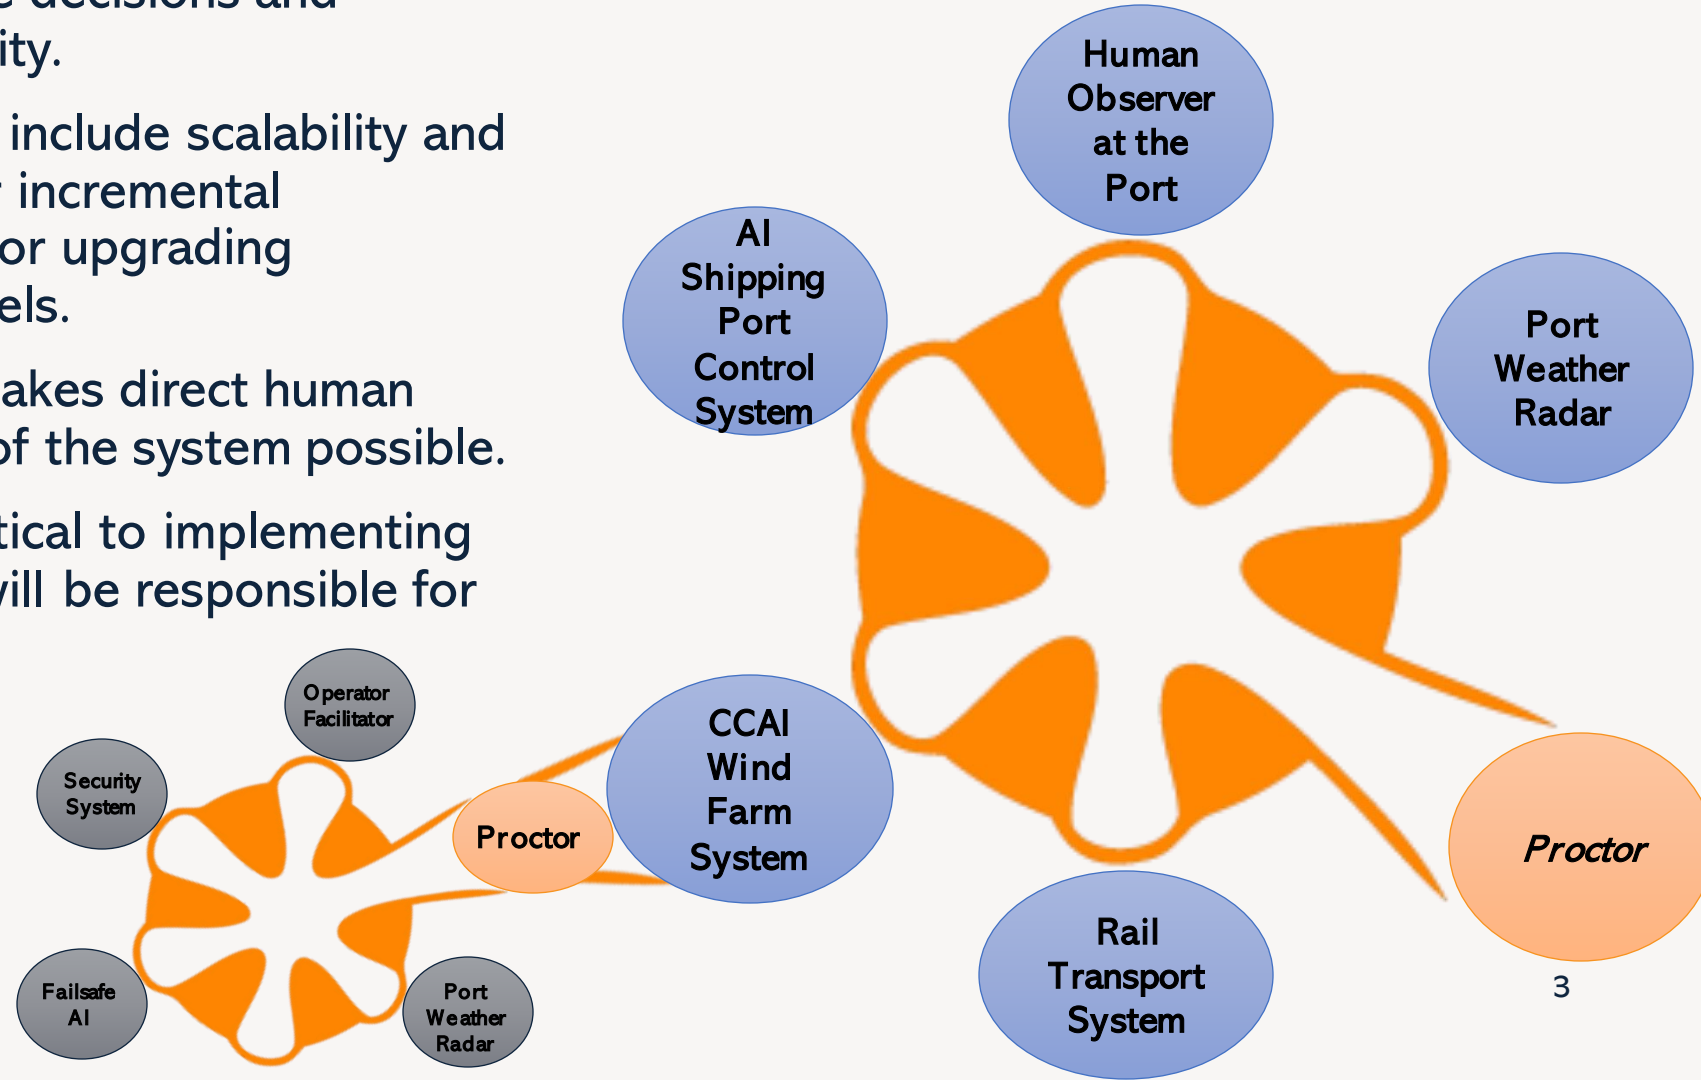 ity.
include scalability and
incremental
or upgrading
els.
akes direct human
of the system possible.
tical to implementing
will be responsible for
Human
Observer
at the
Port
AI
Shipping
Port
Control
System
Port
Weather
Radar
CCAI
Wind
Farm
System
Rail
Transport
System
Proctor
Operator
Facilitator
Security
System
Proctor
Failsafe
AI
Port
Weather
Radar
3